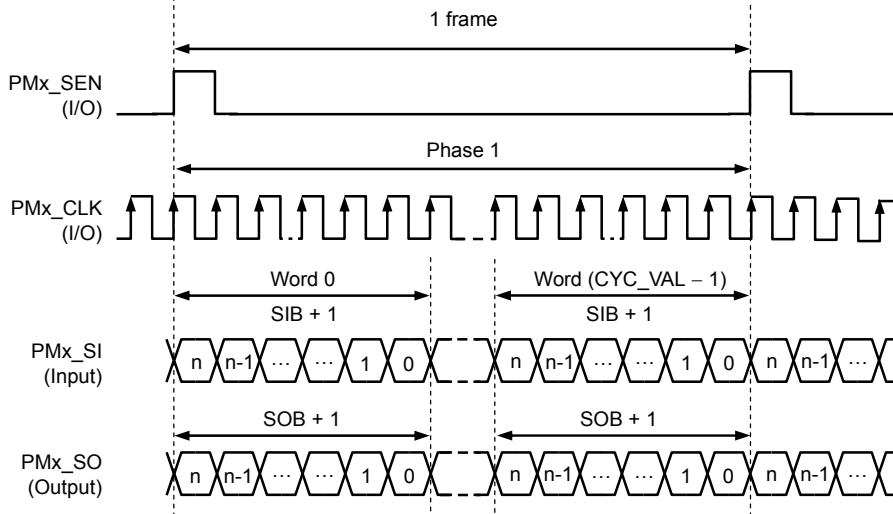 1 frame
PMx_SEN
(I/O)
Phase 1
PMx_CLK
(I/O)
Word 0 Word (CYC_VAL − 1)
SIB + 1 SIB + 1
PMx_SI
(Input)
n n-1 ... ... 1 0 n n-1 ... ... 1 0 n n-1 ...
SOB + 1 SOB + 1
PMx_SO
(Output)
n n-1 ... ... 1 0 n n-1 ... ... 1 0 n n-1 ...